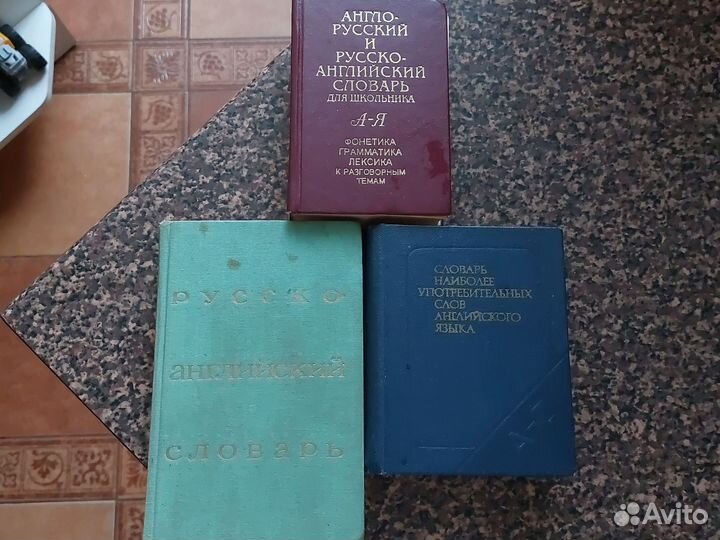 АНГЛО-
РУССКИЙ И
РУССКО-
АНГЛИЙСКИЙ
СЛОВАРЬ
ДЛЯ ШКОЛЬНИКА
А-Я
ФОНЕТИКА
ГРАММАТИКА
ЛЕКСИКА
К РАЗГОВОРНЫМ
ТЕМАМ
РУССКО-
АНГЛИЙСКИЙ
СЛОВАРЬ
СЛОВАРЬ
НАИБОЛЕЕ
УПОТРЕБИТЕЛЬНЫХ
СЛОВ
АНГЛИЙСКОГО
ЯЗЫКА
A-Z
Avito